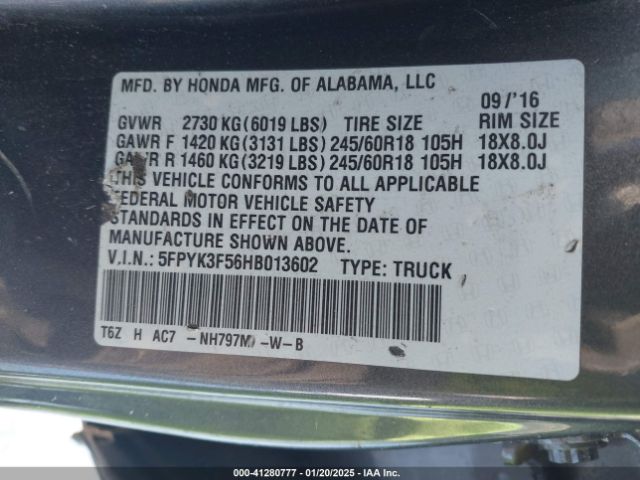 MFD. BY HONDA MFG. OF ALABAMA, LLC
09/'16
GVWR 2730 KG(6019 LBS) TIRE SIZE RIM SIZE
GAWR F 1420 KG(3131 LBS) 245/60R18 105H 18X8.0J
GAWR R 1460 KG(3219 LBS) 245/60R18 105H 18X8.0J
THIS VEHICLE CONFORMS TO ALL APPLICABLE
FEDERAL MOTOR VEHICLE SAFETY
STANDARDS IN EFFECT ON THE DATE OF
MANUFACTURE SHOWN ABOVE.
V.I.N.: 5FPYK3F56HB013602 TYPE: TRUCK
T6Z H AC7 -NH797M -W-B
000-41280777 — 01/20/2025 — IAA Inc.